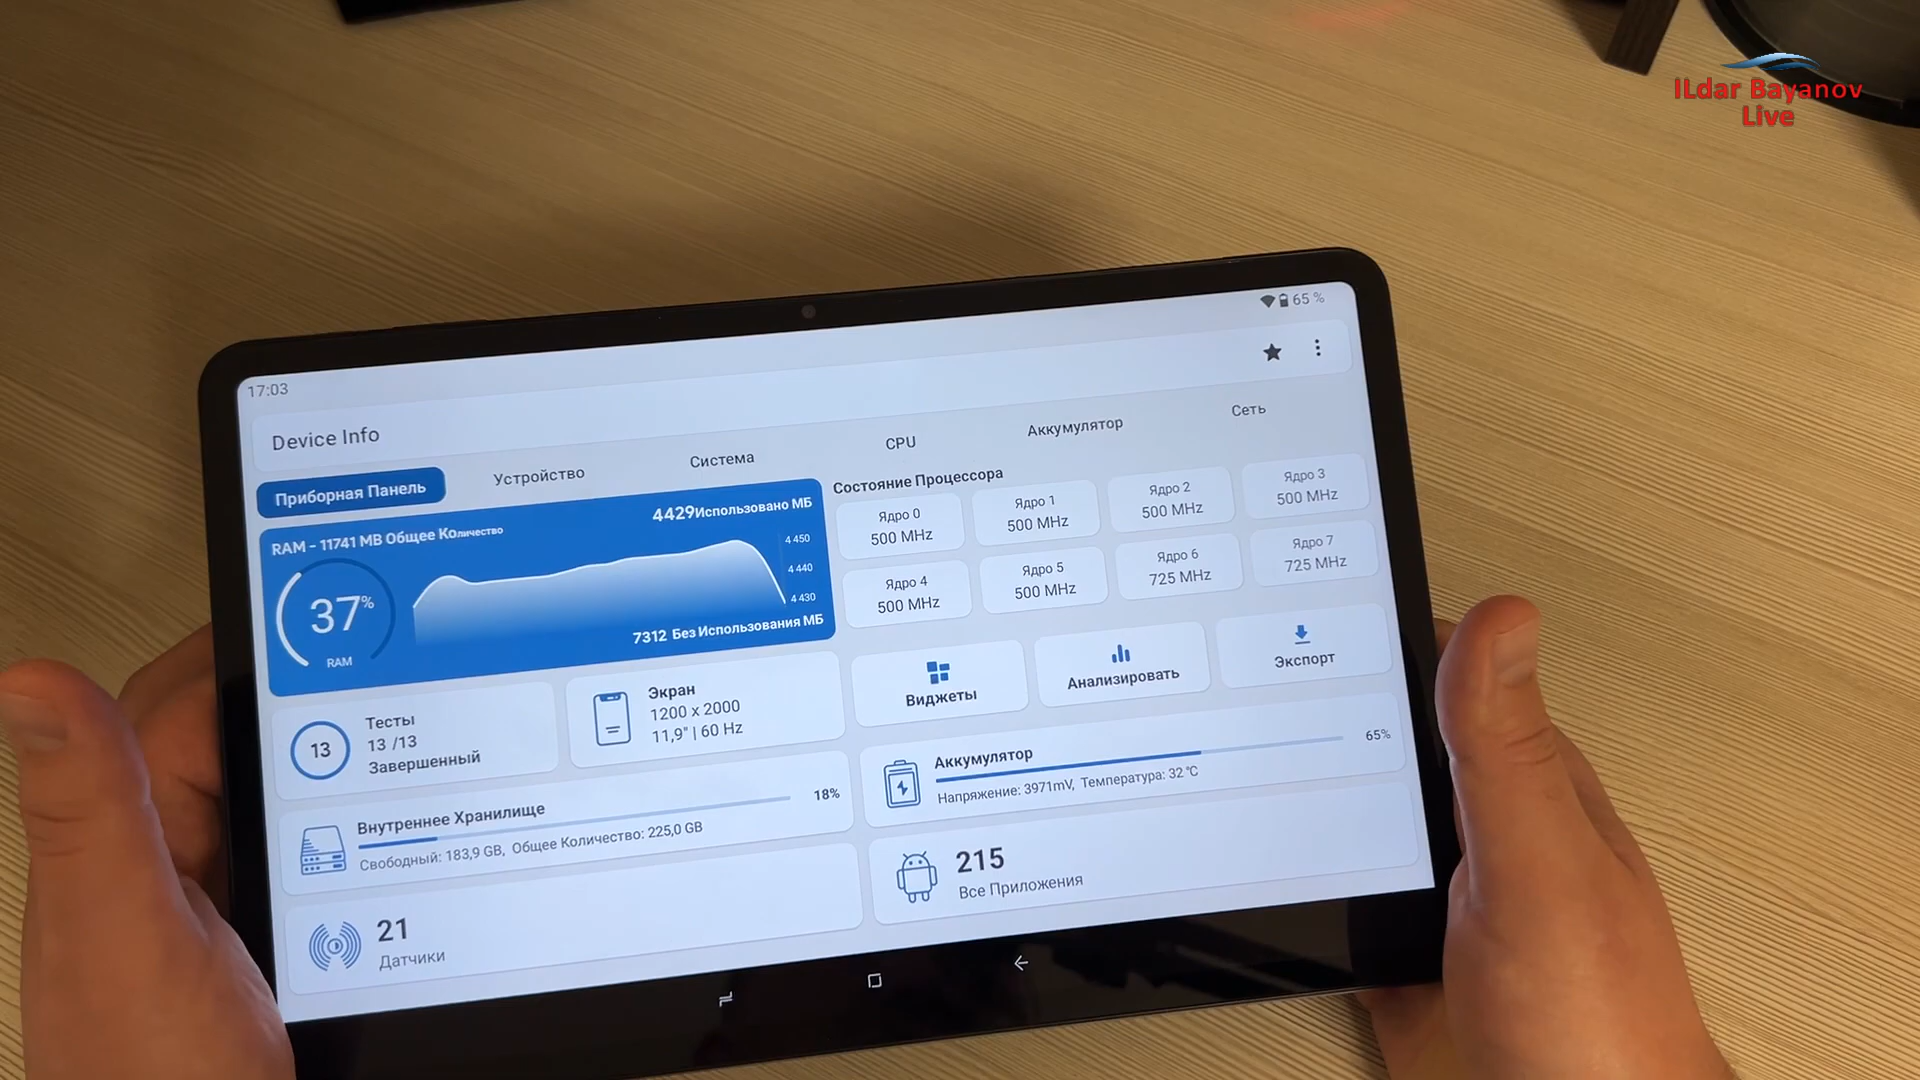 ILdar Bayanov
Live
17:03
65 %
Device Info
Приборная Панель
Устройство
Система
CPU
Аккумулятор
Сеть
RAM - 11741 MB Общее Количество
4429Использовано МБ
4 450
4 440
4 430
37%
RAM
7312 Без Использования МБ
Состояние Процессора
Ядро 0
500 MHz
Ядро 1
500 MHz
Ядро 2
500 MHz
Ядро 3
500 MHz
Ядро 4
500 MHz
Ядро 5
500 MHz
Ядро 6
725 MHz
Ядро 7
725 MHz
13
Тесты
13 /13
Завершенный
Экран
1200 x 2000
11,9" | 60 Hz
Виджеты
Анализировать
Экспорт
Внутреннее Хранилище
18%
Свободный: 183,9 GB, Общее Количество: 225,0 GB
Аккумулятор
65%
Напряжение: 3971mV, Температура: 32 ℃
21
Датчики
215
Все Приложения